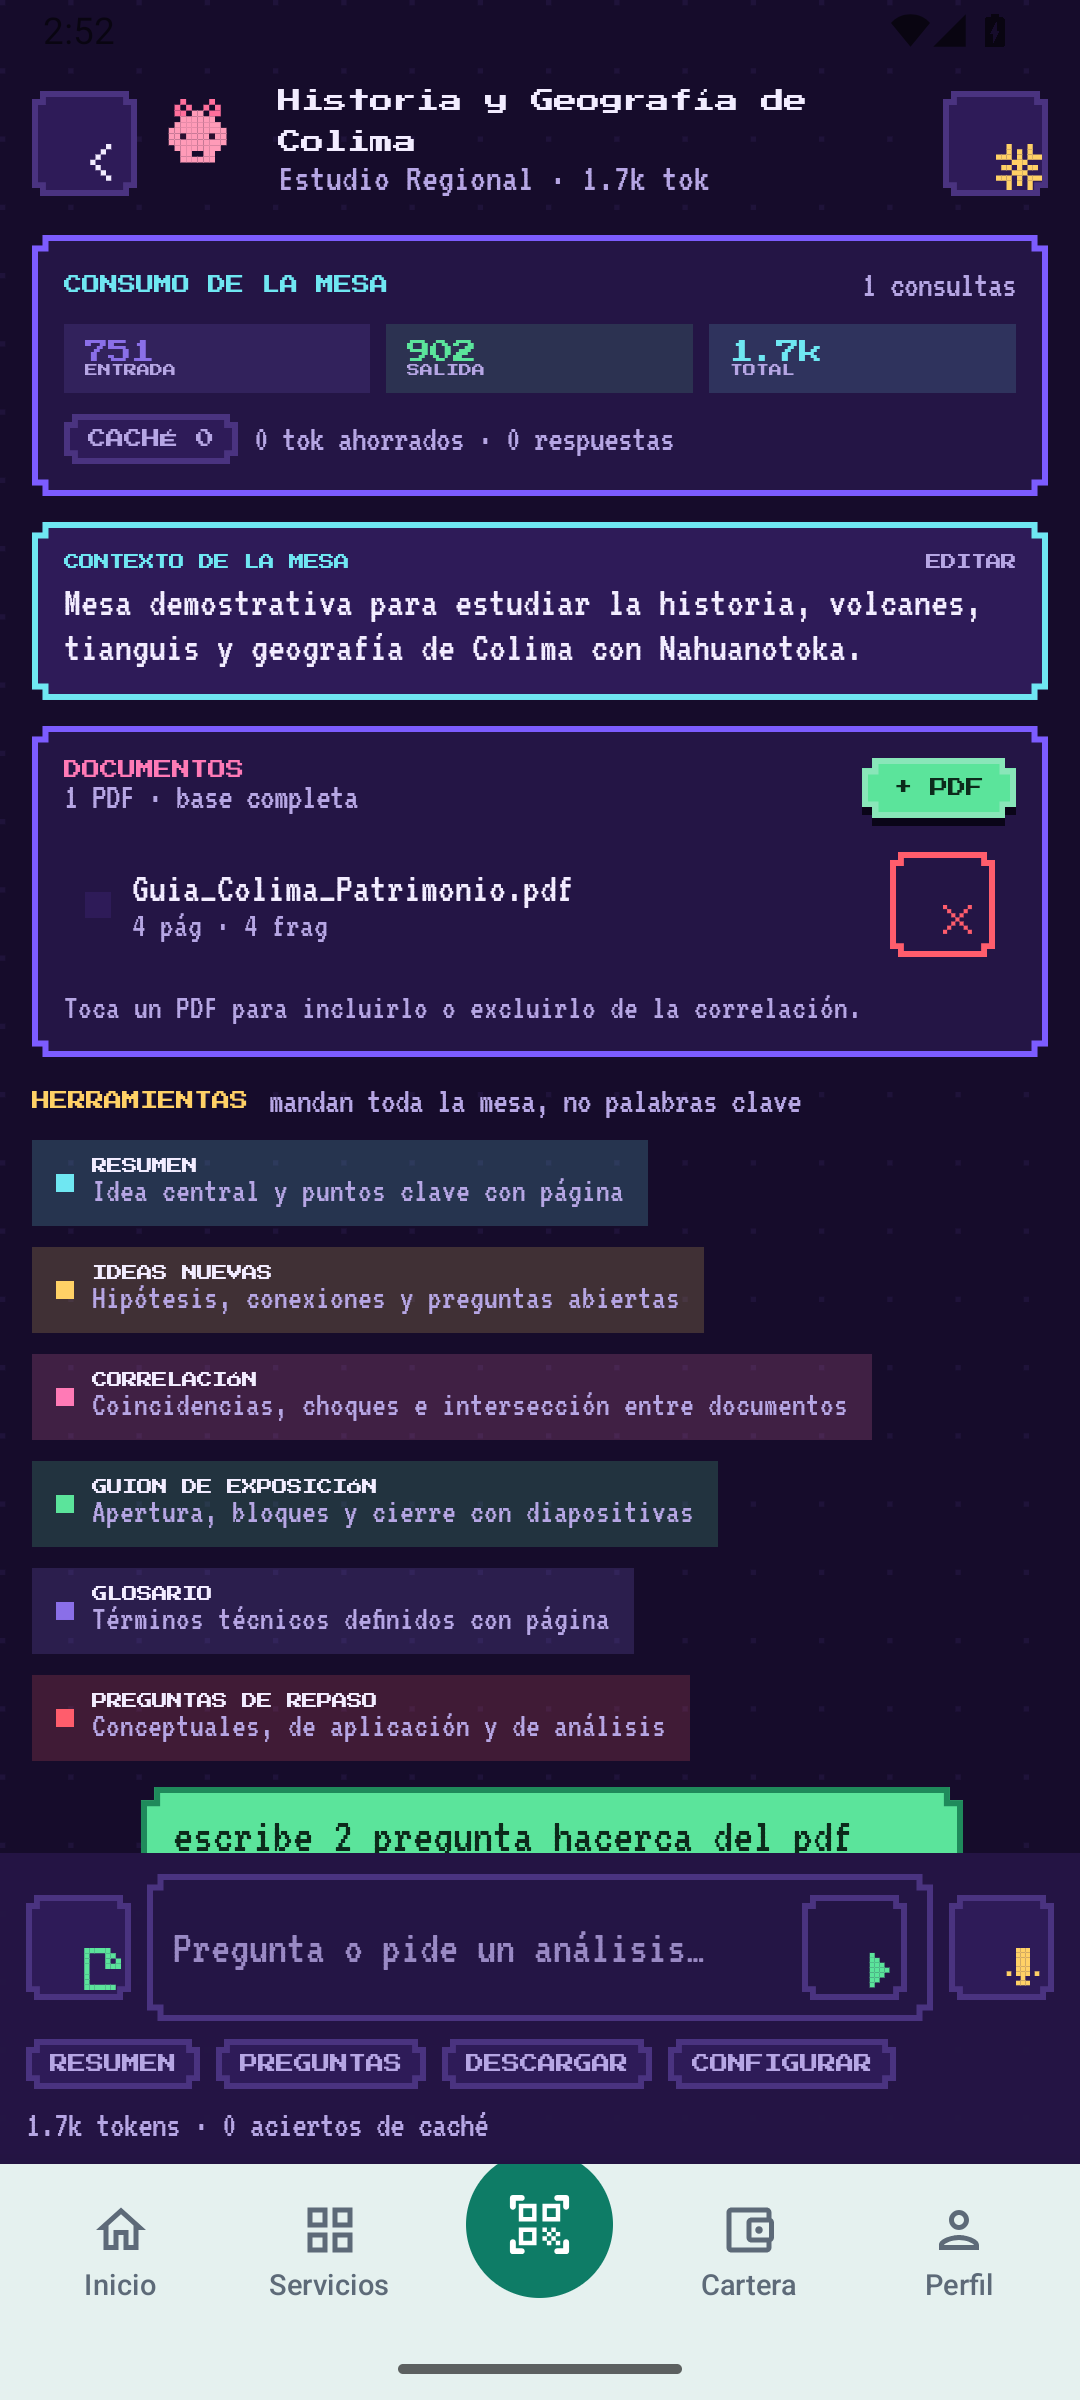 2:52
Historia y Geografía de
Colima
Estudio Regional · 1.7k tok
CONSUMO DE LA MESA
1 consultas
751
ENTRADA
902
SALIDA
1.7k
TOTAL
CACHé 0
0 tok ahorrados · 0 respuestas
CONTEXTO DE LA MESA
EDITAR
Mesa demostrativa para estudiar la historia, volcanes,
tianguis y geografía de Colima con Nahuanotoka.
DOCUMENTOS
1 PDF · base completa
+ PDF
Guia_Colima_Patrimonio.pdf
4 pág · 4 frag
Toca un PDF para incluirlo o excluirlo de la correlación.
HERRAMIENTAS mandan toda la mesa, no palabras clave
RESUMEN
Idea central y puntos clave con página
IDEAS NUEVAS
Hipótesis, conexiones y preguntas abiertas
CORRELACIóN
Coincidencias, choques e intersección entre documentos
GUION DE EXPOSICIóN
Apertura, bloques y cierre con diapositivas
GLOSARIO
Términos técnicos definidos con página
PREGUNTAS DE REPASO
Conceptuales, de aplicación y de análisis
escribe 2 pregunta hacerca del pdf
Pregunta o pide un análisis…
RESUMEN
PREGUNTAS
DESCARGAR
CONFIGURAR
1.7k tokens · 0 aciertos de caché
Inicio
Servicios
Cartera
Perfil